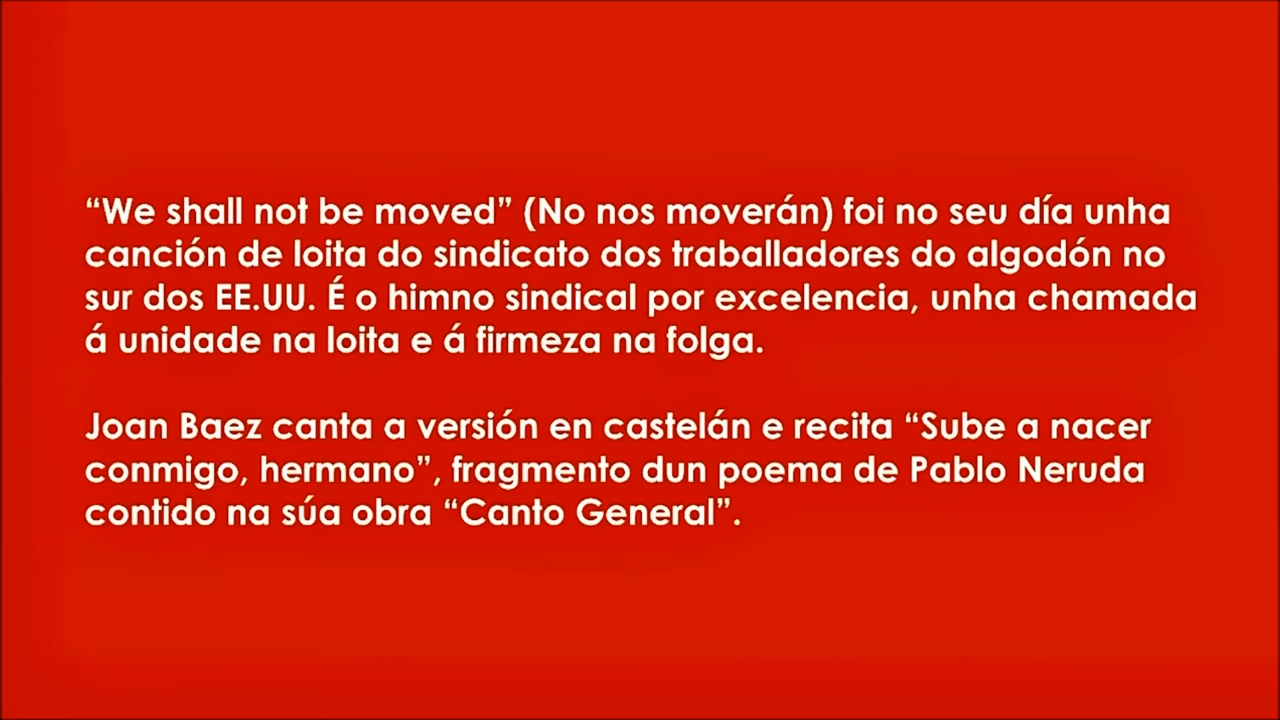 “We shall not be moved” (No nos moverán) foi no seu día unha
canción de loita do sindicato dos traballadores do algodón no
sur dos EE.UU. É o himno sindical por excelencia, unha chamada
á unidade na loita e á firmeza na folga.
Joan Baez canta a versión en castelán e recita “Sube a nacer
conmigo, hermano”, fragmento dun poema de Pablo Neruda
contido na súa obra “Canto General”.